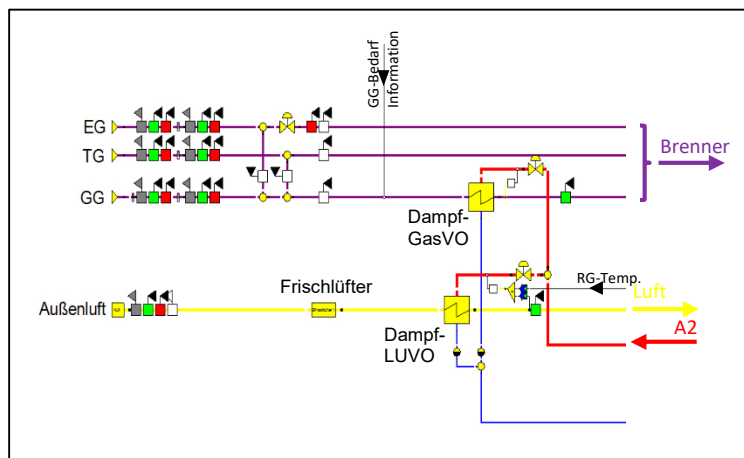 GG-Bedarf
Information
EG
TG
GG
Brenner
Dampf-
GasVO
Frischlüfter
RG-Temp.
Außenluft
Luft
Dampf-
LUVO
A2